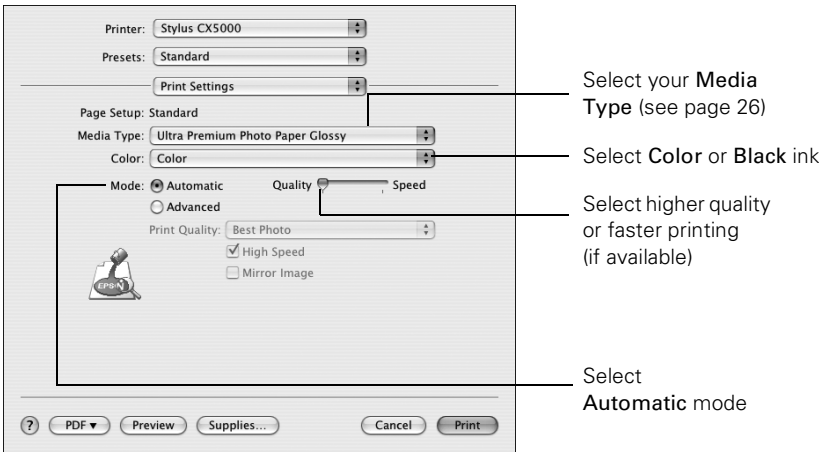 Printer: Stylus CX5000
Presets: Standard
Print Settings
Page Setup: Standard
Media Type: Ultra Premium Photo Paper Glossy
Color: Color
Mode: Automatic Quality Speed
Advanced
Print Quality: Best Photo
High Speed
Mirror Image
EPSON
? PDF▼ Preview Supplies... Cancel Print
Select your Media
Type (see page 26)
Select Color or Black ink
Select higher quality
or faster printing
(if available)
Select
Automatic mode